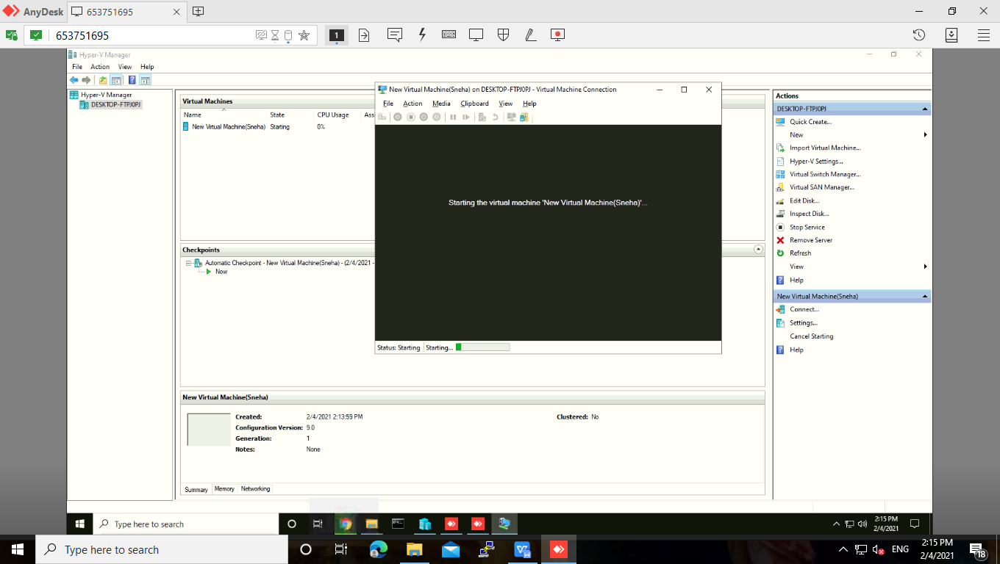 AnyDesk
653751695
653751695
1
Hyper-V Manager
File Action View Help
Hyper-V Manager
DESKTOP-FTPJ0PJ
Virtual Machines
Name State CPU Usage
New Virtual Machine(Sneha) Starting 0%
Checkpoints
Automatic Checkpoint - New Virtual Machine(Sneha) - (2/4/2021 -
Now
New Virtual Machine(Sneha)
Created: 2/4/2021 2:13:59 PM Clustered: No
Configuration Version: 9.0
Generation: 1
Notes: None
Summary Memory Networking
New Virtual Machine(Sneha) on DESKTOP-FTPJ0PJ - Virtual Machine Connection
File Action Media Clipboard View Help
Starting the virtual machine 'New Virtual Machine(Sneha)'...
Status: Starting Starting...
Actions
DESKTOP-FTPJ0PJ
Quick Create...
New
Import Virtual Machine...
Hyper-V Settings...
Virtual Switch Manager...
Virtual SAN Manager...
Edit Disk...
Inspect Disk...
Stop Service
Remove Server
Refresh
View
Help
New Virtual Machine(Sneha)
Connect...
Settings...
Cancel Starting
Help
Type here to search
2:15 PM
2/4/2021
Type here to search
ENG
2:15 PM
2/4/2021
18